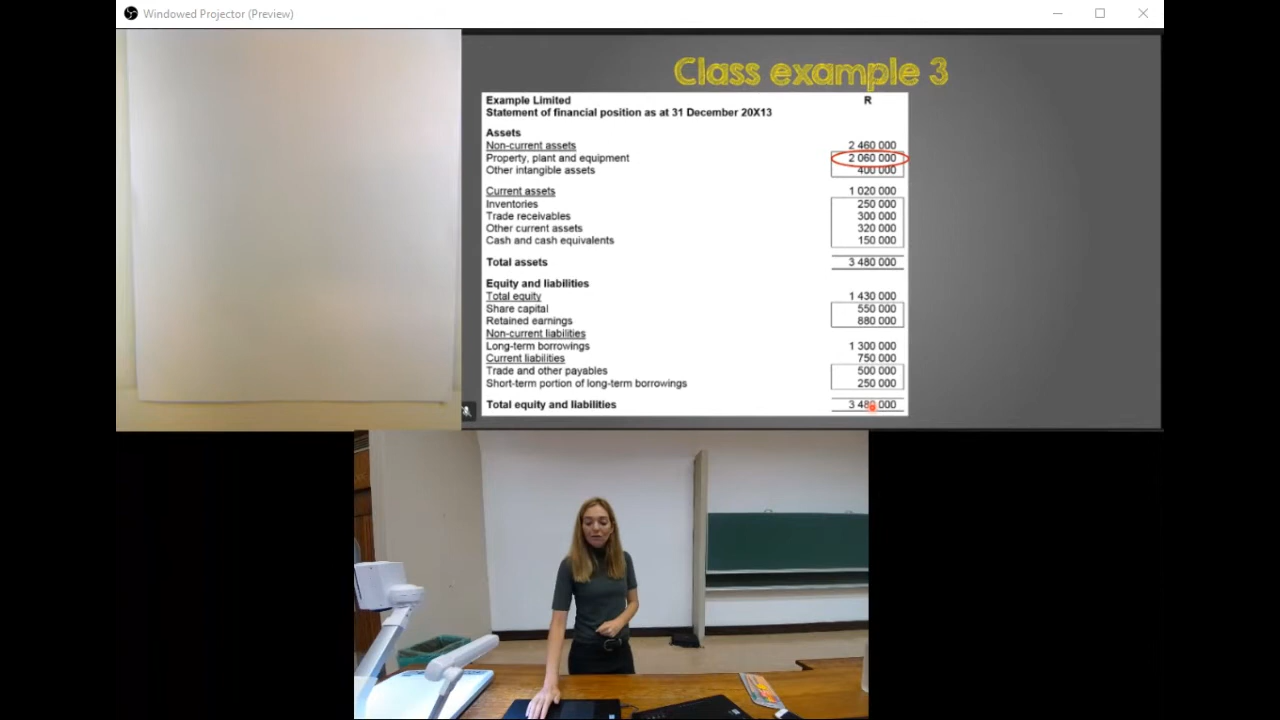 Windowed Projector (Preview)
Class example 3
Example Limited R
Statement of financial position as at 31 December 20X13
Assets
Non-current assets 2 460 000
Property, plant and equipment 2 060 000
Other intangible assets 400 000
Current assets 1 020 000
Inventories 250 000
Trade receivables 300 000
Other current assets 320 000
Cash and cash equivalents 150 000
Total assets 3 480 000
Equity and liabilities
Total equity 1 430 000
Share capital 550 000
Retained earnings 880 000
Non-current liabilities
Long-term borrowings 1 300 000
Current liabilities 750 000
Trade and other payables 500 000
Short-term portion of long-term borrowings 250 000
Total equity and liabilities 3 480 000